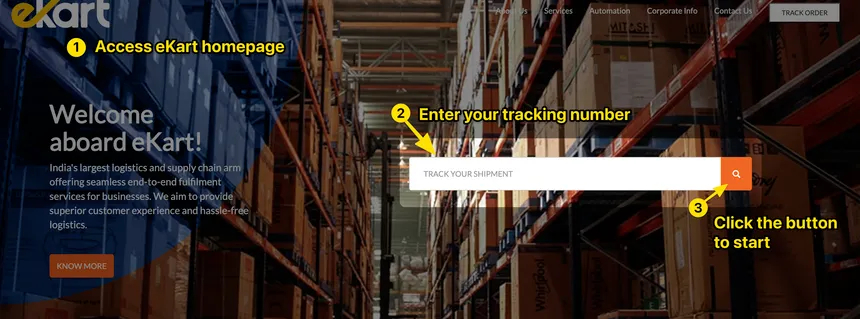 eKart
About Us Services Automation Corporate Info Contact Us TRACK ORDER
1 Access eKart homepage
Welcome
aboard eKart!
India's largest logistics and supply chain arm
offering seamless end-to-end fulfilment
services for businesses. We aim to provide
superior customer experience and hassle-free
logistics.
KNOW MORE
2 Enter your tracking number
TRACK YOUR SHIPMENT
3
Click the button
to start
Whirlpool